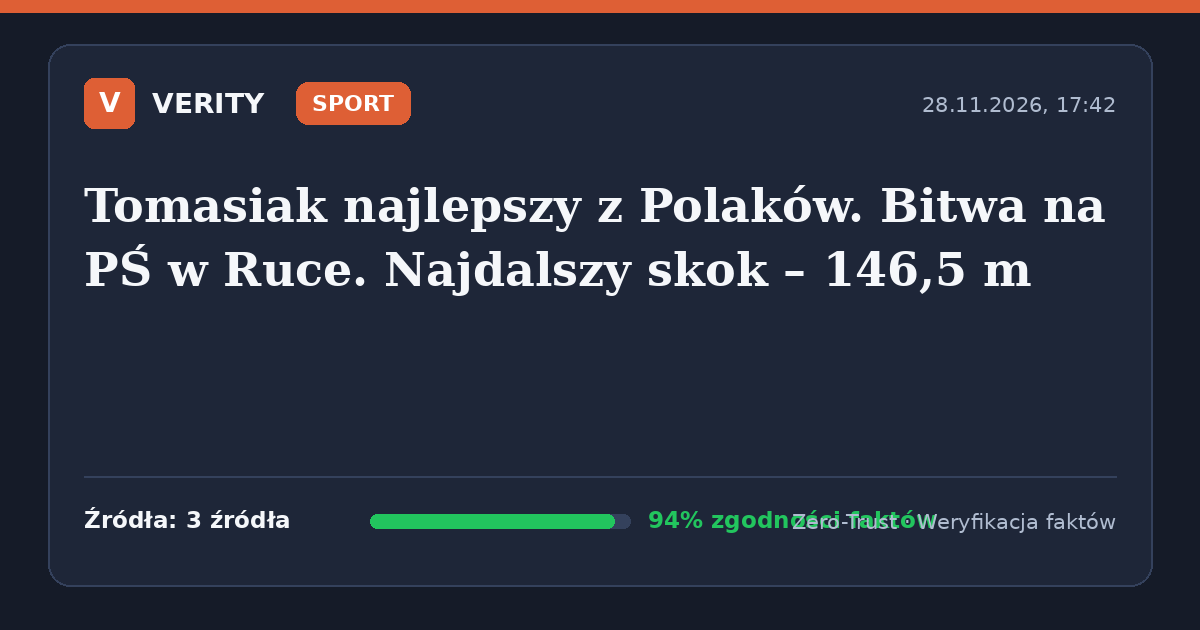 V VERITY SPORT 28.11.2026, 17:42
Tomasiak najlepszy z Polaków. Bitwa na
PŚ w Ruce. Najdalszy skok – 146,5 m
Źródła: 3 źródła 94% zgodności faktów Zero-Trust · Weryfikacja faktów